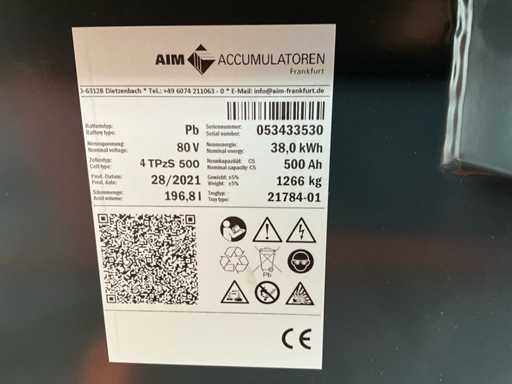 AIM ACCUMULATOREN
Frankfurt
D-63128 Dietzenbach * Tel.: +49 6074 211063 - 0 * E-Mail: info@aim-frankfurt.de
Batterietyp: Battery type: Pb
Seriennummer: Serial number: 053433530
Nennspannung: Nominal voltage: 80 V
Nennenergie: Nominal energy: 38,0 kWh
Zellentyp: Cell type: 4 TPzS 500
Nennkapazität: C5 Nominal capacity: C5 500 Ah
Prod. Datum: Prod. date: 28/2021
Gewicht: ±5% Weight: ±5% 1266 kg
Säuremenge: Acid volume: 196,8 l
Trogtyp: Tray type: 21784-01
Pb
CE